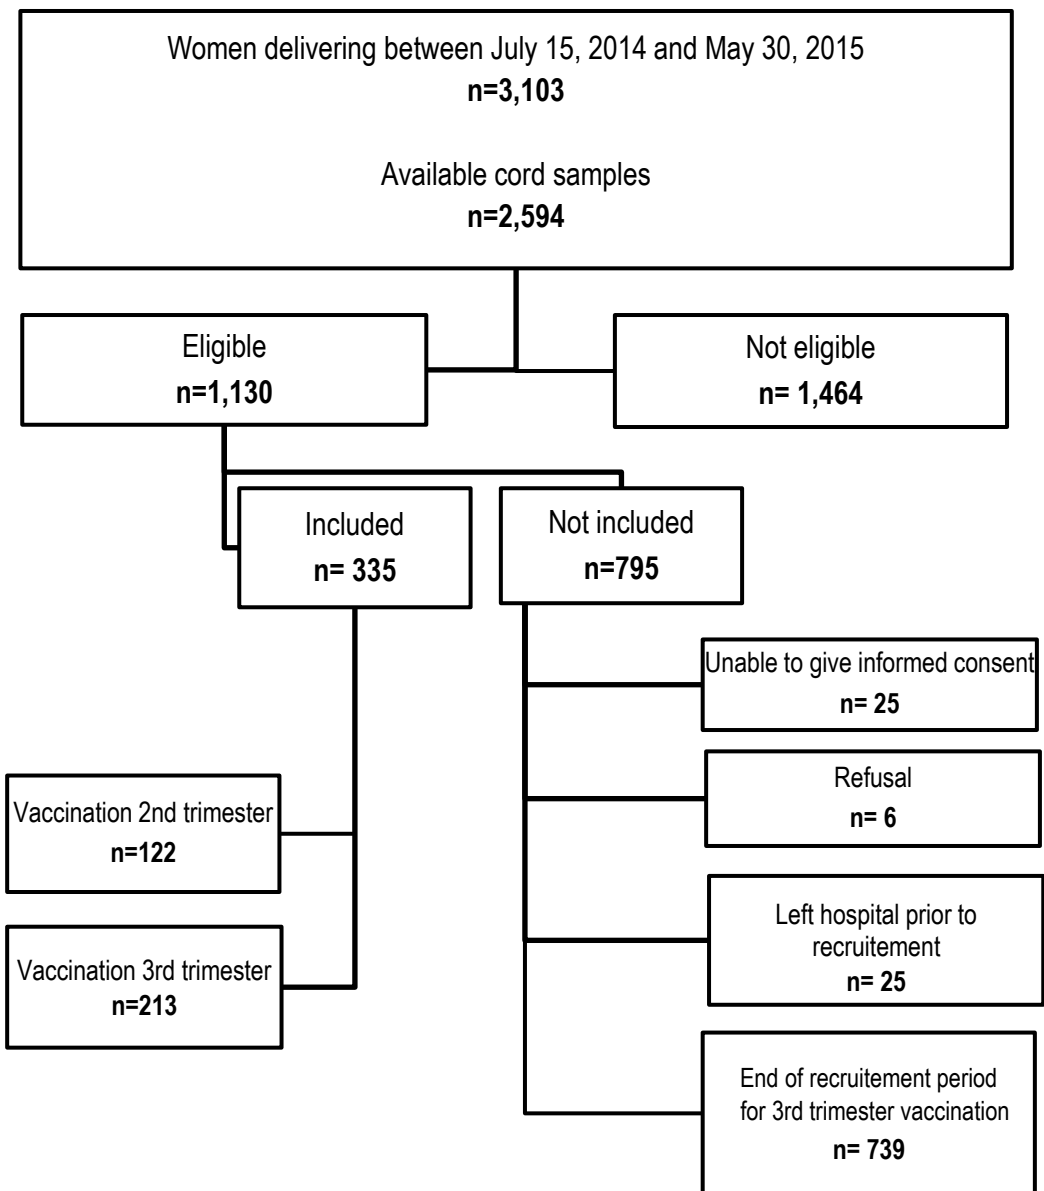 Women delivering between July 15, 2014 and May 30, 2015
n=3,103
Available cord samples
n=2,594
Eligible
n=1,130
Not eligible
n= 1,464
Included
n= 335
Not included
n=795
Unable to give informed consent
n= 25
Refusal
n= 6
Vaccination 2nd trimester
n=122
Left hospital prior to
recruitement
n= 25
Vaccination 3rd trimester
n=213
End of recruitement period
for 3rd trimester vaccination
n= 739